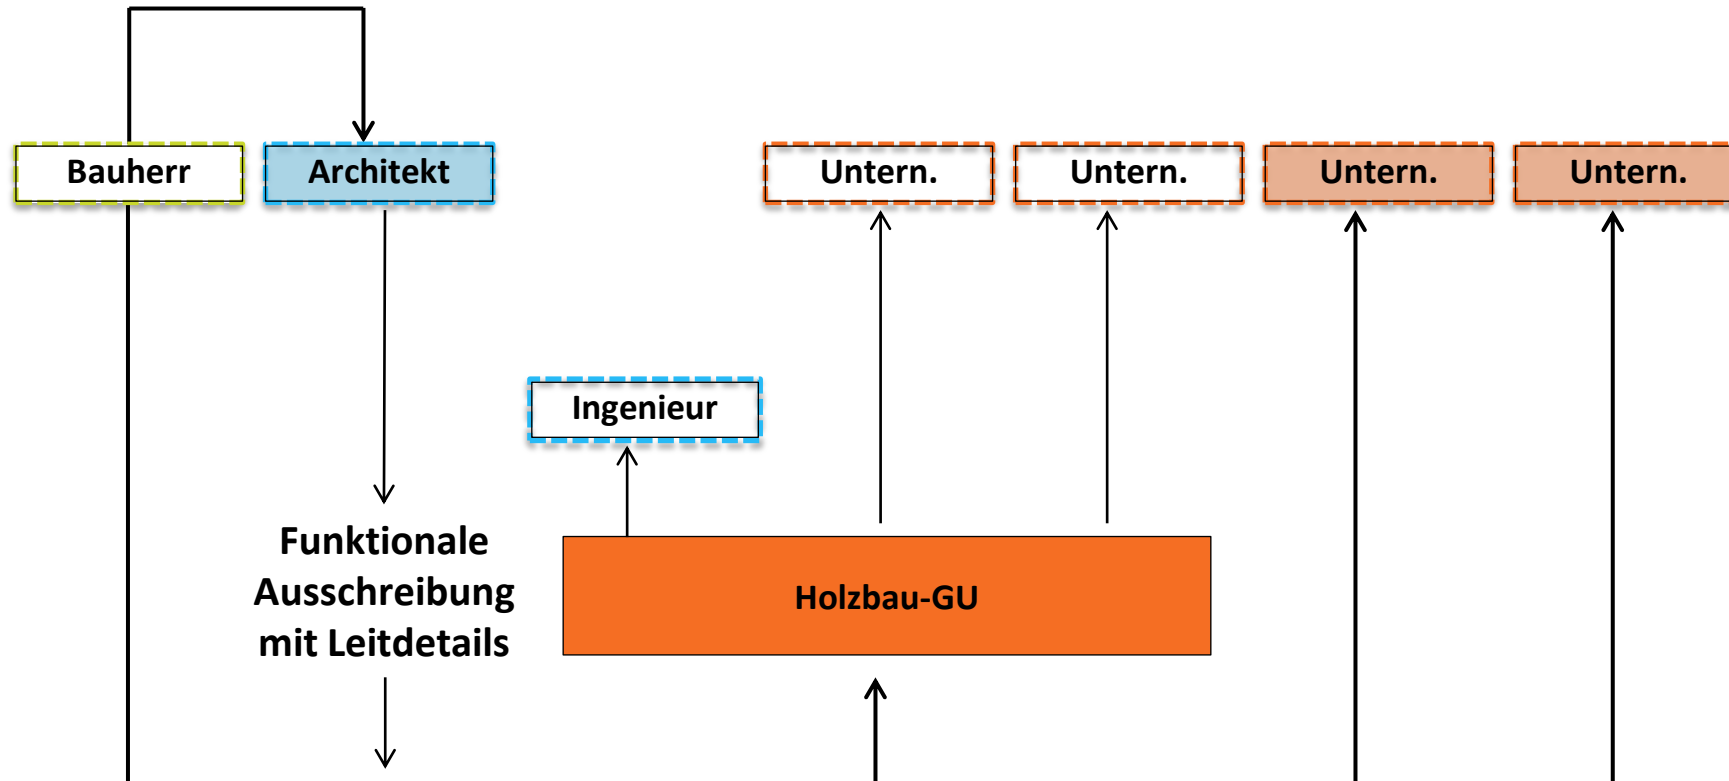 Bauherr
Architekt
Untern.
Untern.
Untern.
Untern.
Ingenieur
Funktionale
Ausschreibung
mit Leitdetails
Holzbau-GU